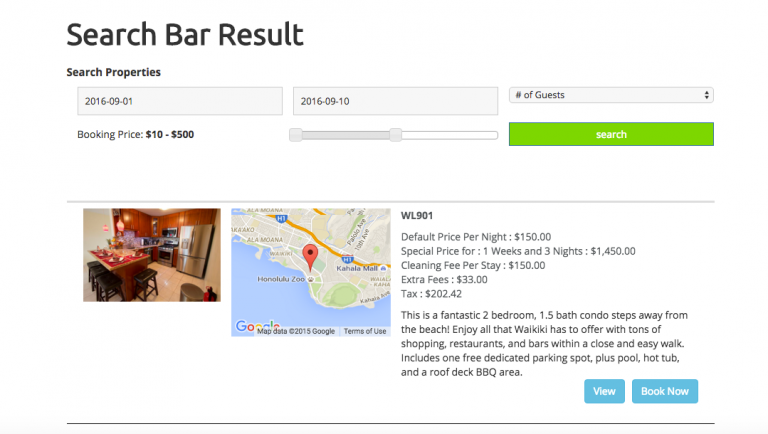 Search Bar Result
Search Properties
2016-09-01
2016-09-10
# of Guests
Booking Price: $10 - $500
search
WL901
Default Price Per Night : $150.00
Special Price for : 1 Weeks and 3 Nights : $1,450.00
Cleaning Fee Per Stay : $150.00
Extra Fees : $33.00
Tax : $202.42
This is a fantastic 2 bedroom, 1.5 bath condo steps away from
the beach! Enjoy all that Waikiki has to offer with tons of
shopping, restaurants, and bars within a close and easy walk.
Includes one free dedicated parking spot, plus pool, hot tub,
and a roof deck BBQ area.
View
Book Now
ALA MOANA
H1
ALA MOANA
WAIKIKI
Honolulu Zoo
Kahala Mall
H1
Google
Map data ©2015 Google
Terms of Use